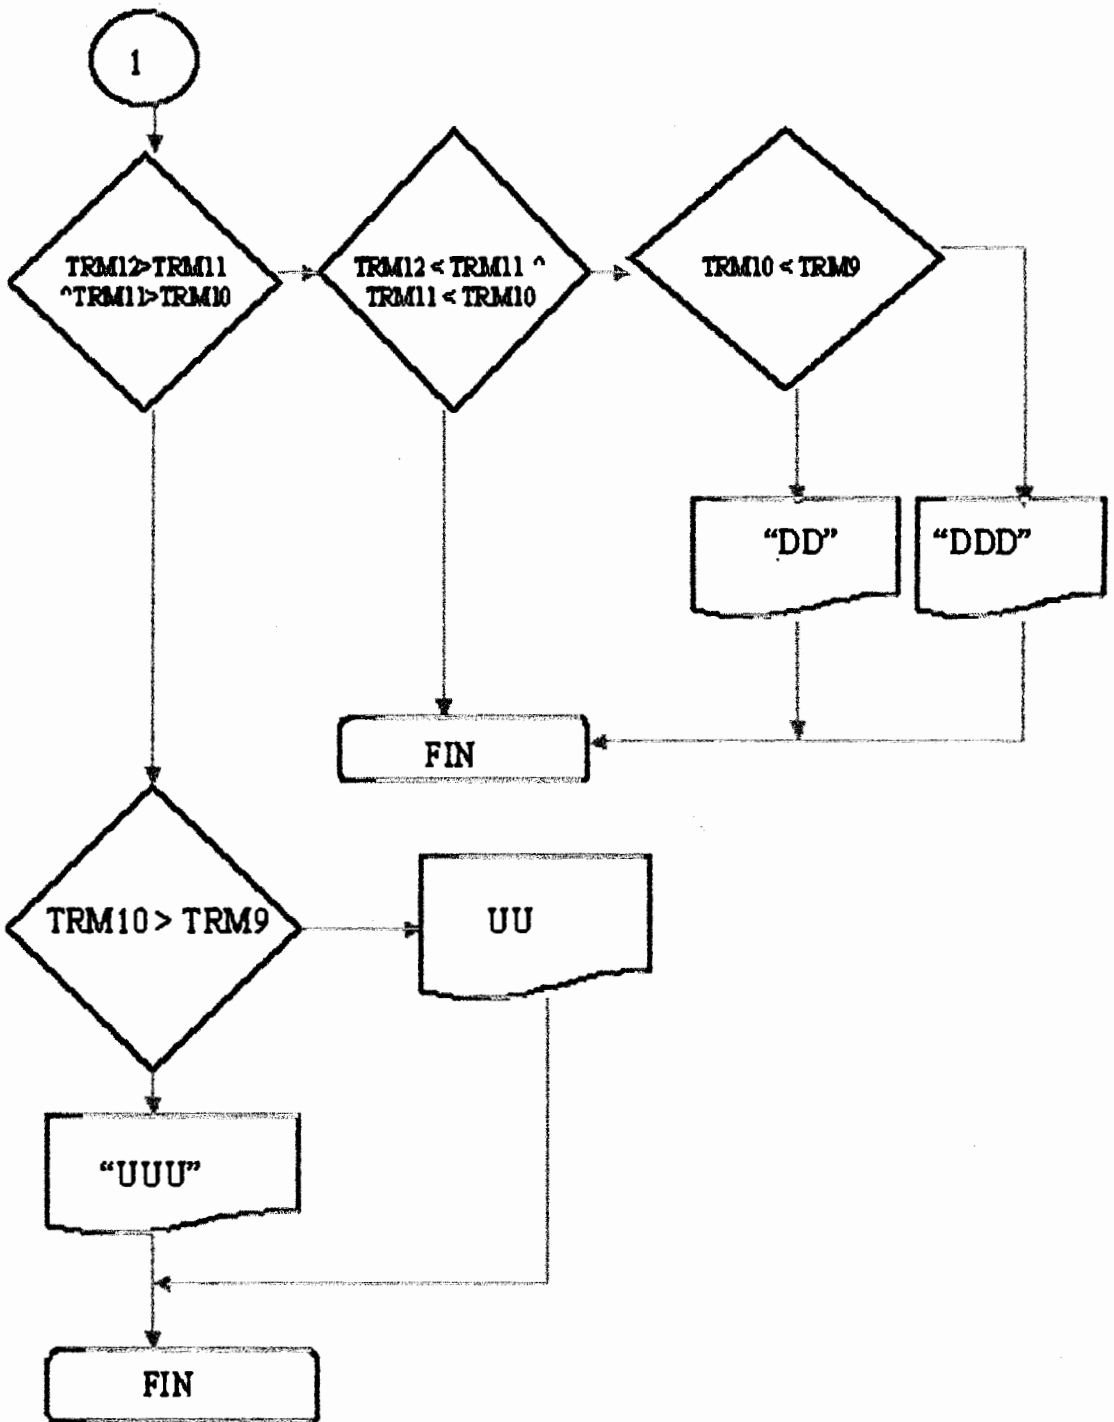 1
TRM12>TRM11
^TRM11>TRM10
TRM12 < TRM11 ^
TRM11 < TRM10
TRM10 < TRM9
“DD”
“DDD”
FIN
TRM10 > TRM9
UU
“UUU”
FIN